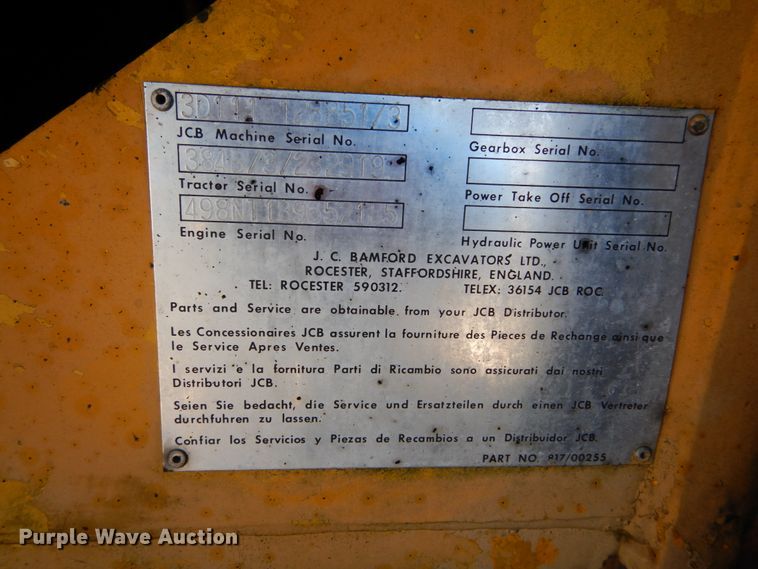 JCB Machine Serial No.
Tractor Serial No.
Engine Serial No.
Gearbox Serial No.
Power Take Off Serial No.
Hydraulic Power Unit Serial No.
J. C. BAMFORD EXCAVATORS LTD.,
ROCESTER, STAFFORDSHIRE, ENGLAND.
TEL: ROCESTER 590312. TELEX: 36154 JCB ROC.
Parts and Service are obtainable from your JCB Distributor.
Les Concessionaires JCB assurent la fourniture des Pieces de Rechange ainsi que
le Service Apres Ventes.
I servizi e la fornitura Parti di Ricambio sono assicurati dai nostri
Distributori JCB.
Seien Sie bedacht, die Service und Ersatzteilen durch einen JCB Vertreter
durchfuhren zu lassen.
Confiar los Servicios y Piezas de Recambios a un Distribuidor JCB.
PART NO. 817/00255
Purple Wave Auction